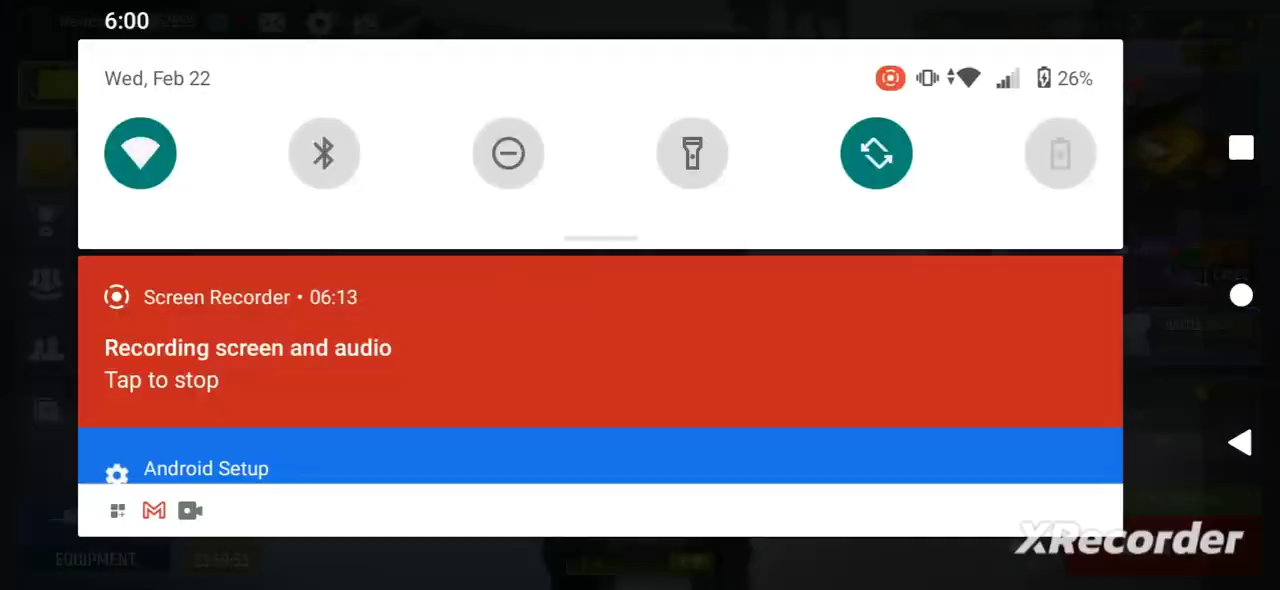 6:00
Wed, Feb 22
26%
Screen Recorder • 06:13
Recording screen and audio
Tap to stop
Android Setup
XRecorder
EQUIPMENT